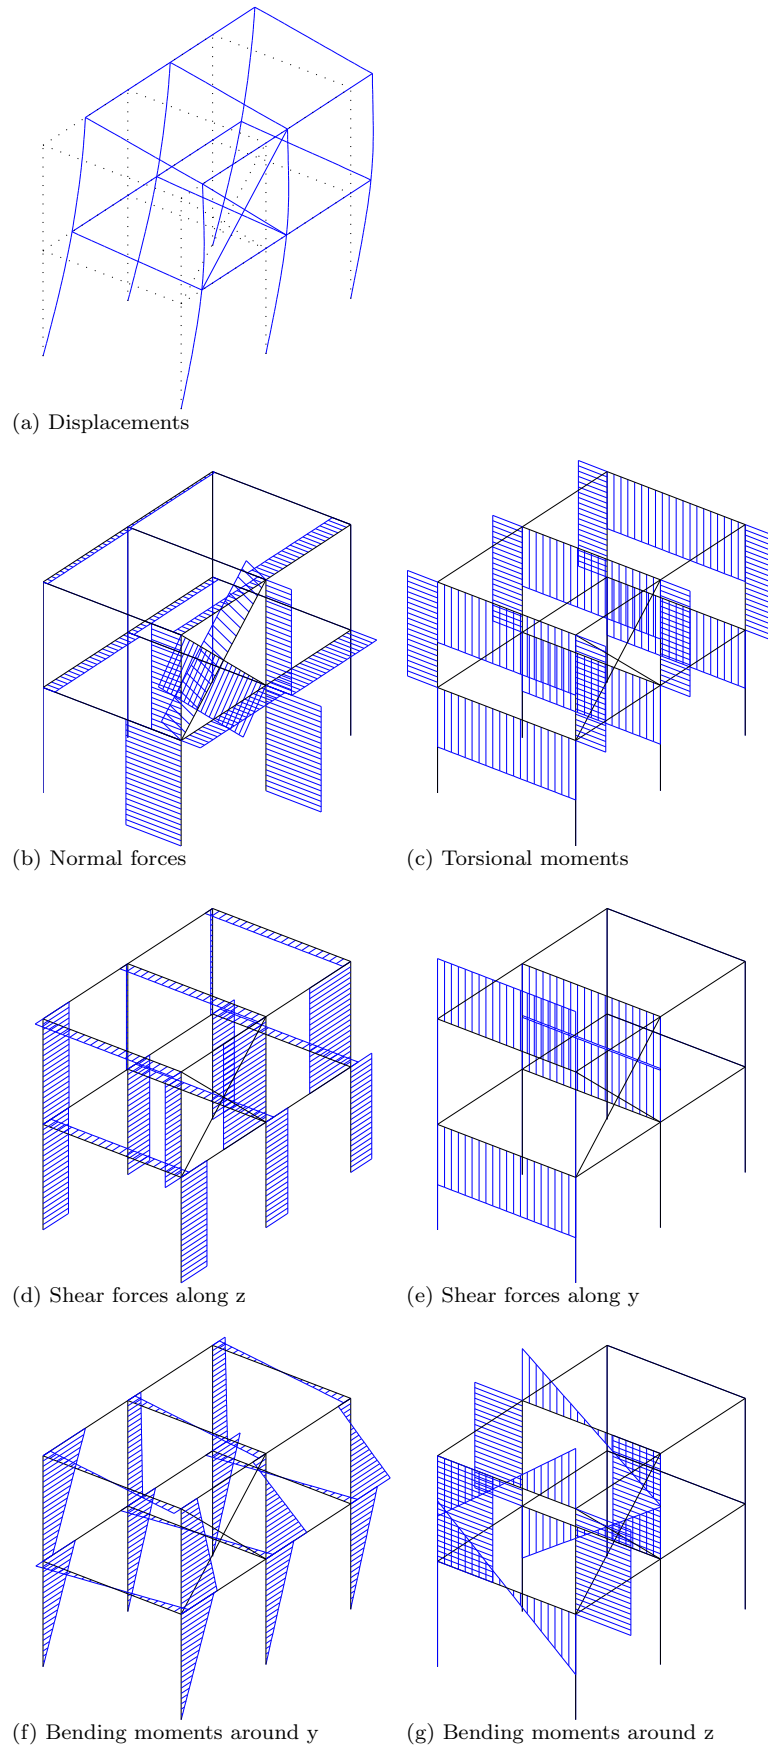 (a) Displacements
(b) Normal forces
(c) Torsional moments
(d) Shear forces along z
(e) Shear forces along y
(f) Bending moments around y
(g) Bending moments around z